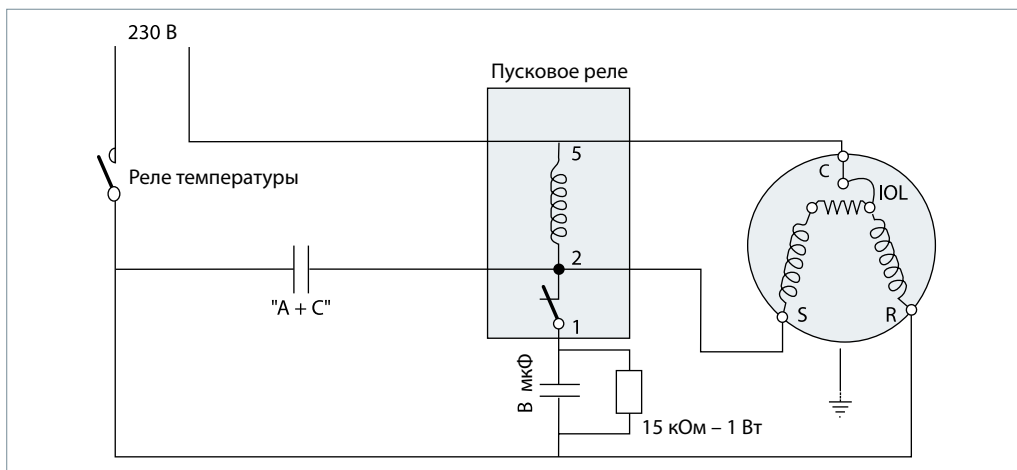 230 В
Пусковое реле
5
C
IOL
Реле температуры
2
"A + C"
S
R
1
В мкФ
15 кОм – 1 Вт